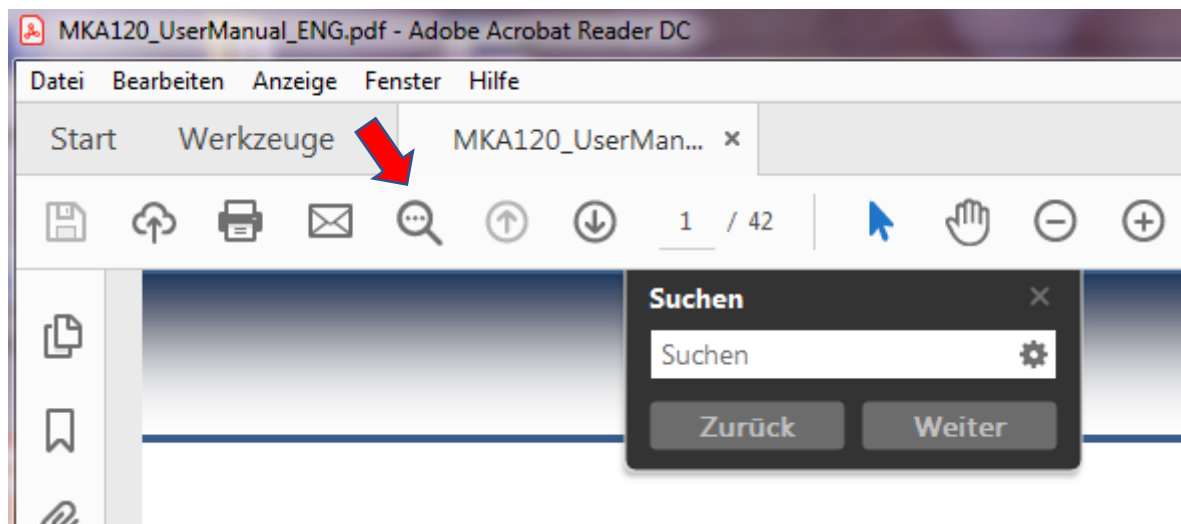 MKA120_UserManual_ENG.pdf - Adobe Acrobat Reader DC
Datei Bearbeiten Anzeige Fenster Hilfe
Start Werkzeuge MKA120_UserMan... ×
1 / 42
Suchen ×
Suchen
Zurück Weiter